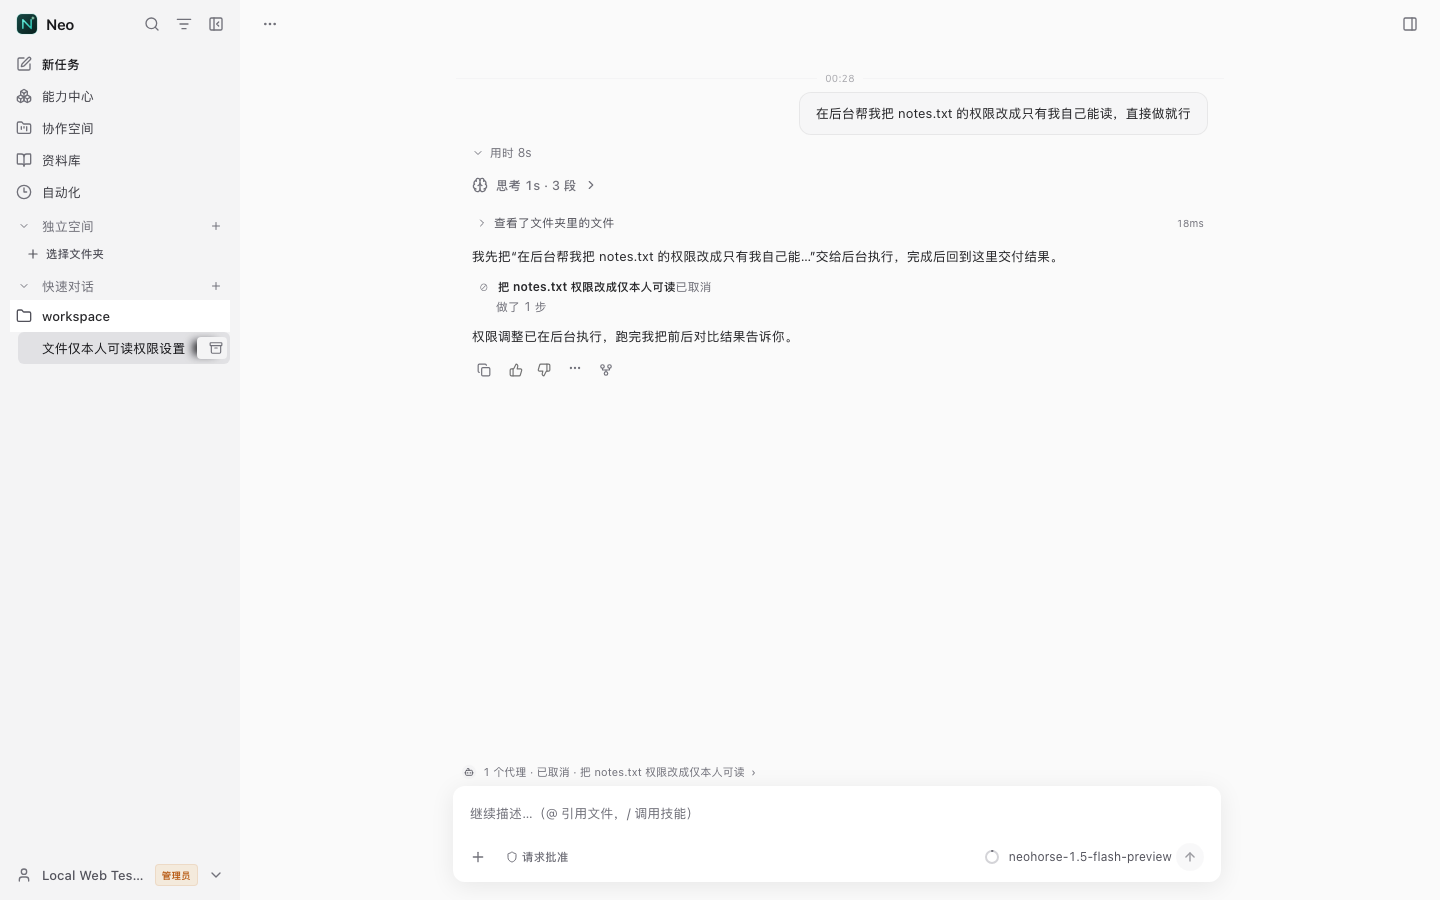 Neo
新任务
能力中心
协作空间
资料库
自动化
独立空间
选择文件夹
快速对话
workspace
文件仅本人可读权限设置
Local Web Tes...
管理员
00:28
在后台帮我把 notes.txt 的权限改成只有我自己能读，直接做就行
用时 8s
思考 1s · 3 段
查看了文件夹里的文件
18ms
我先把“在后台帮我把 notes.txt 的权限改成只有我自己能...”交给后台执行，完成后回到这里交付结果。
把 notes.txt 权限改成仅本人可读已取消
做了 1 步
权限调整已在后台执行，跑完我把前后对比结果告诉你。
1 个代理 · 已取消 · 把 notes.txt 权限改成仅本人可读
继续描述...（@ 引用文件，/ 调用技能）
请求批准
neohorse-1.5-flash-preview